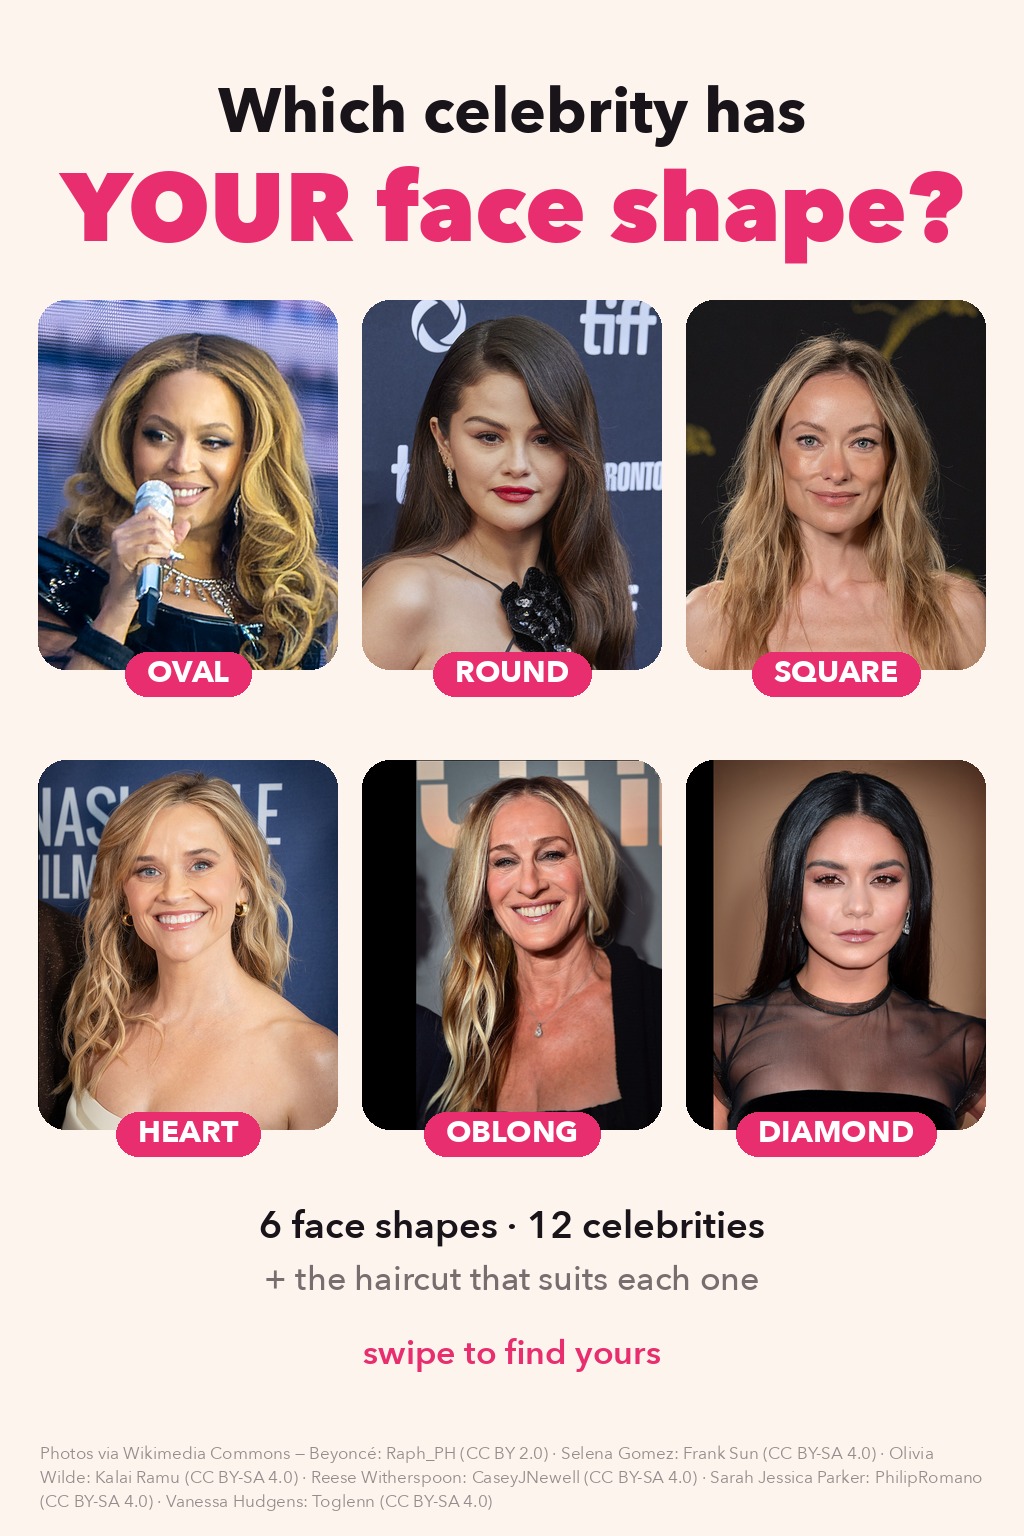 Which celebrity has
YOUR face shape?
tiff
RONTO
OVAL
ROUND
SQUARE
HEART
OBLONG
DIAMOND
6 face shapes · 12 celebrities
+ the haircut that suits each one
swipe to find yours
Photos via Wikimedia Commons – Beyoncé: Raph_PH (CC BY 2.0) · Selena Gomez: Frank Sun (CC BY-SA 4.0) · Olivia
Wilde: Kalai Ramu (CC BY-SA 4.0) · Reese Witherspoon: CaseyJNewell (CC BY-SA 4.0) · Sarah Jessica Parker: PhilipRomano
(CC BY-SA 4.0) · Vanessa Hudgens: Toglenn (CC BY-SA 4.0)